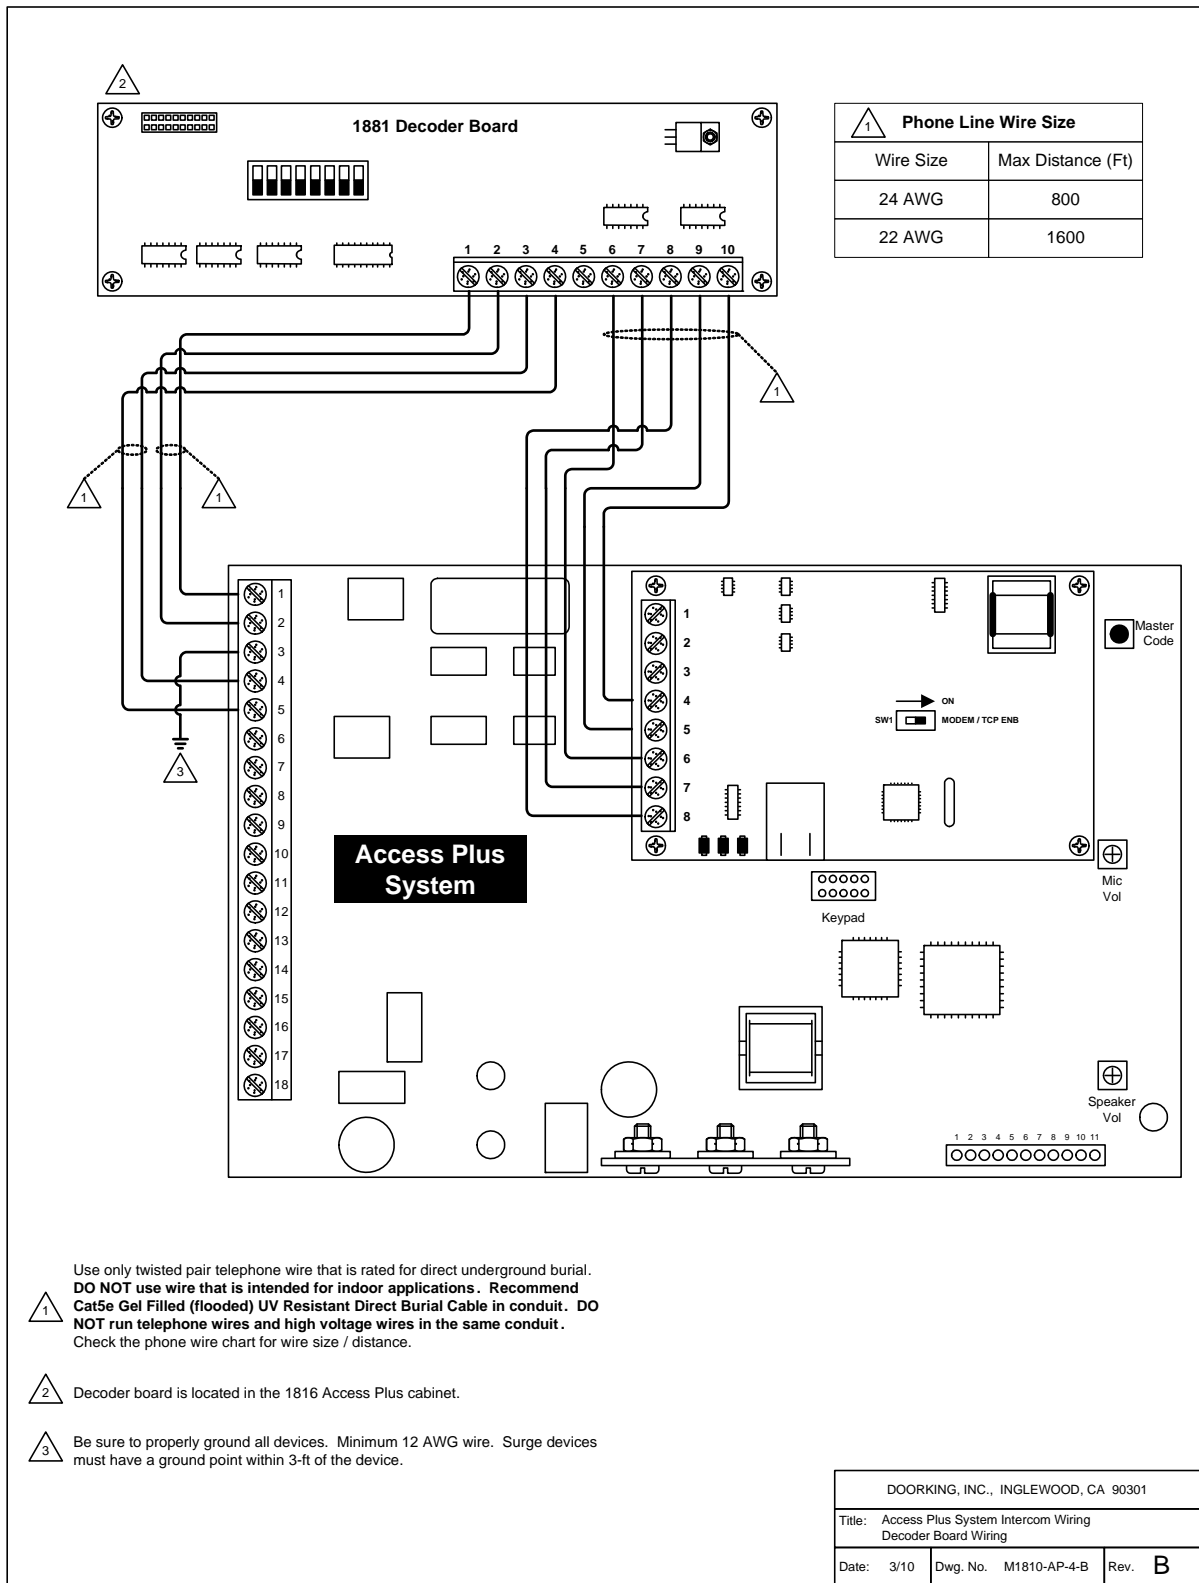 2
1881 Decoder Board
1 2 3 4 5 6 7 8 9 10
1 Phone Line Wire Size
Wire Size Max Distance (Ft)
24 AWG 800
22 AWG 1600
1
1
1
1
2
3
4
5
6
7
8
9
10
11
12
13
14
15
16
17
18
3
1
2
3
4
5
6
7
8
Master
Code
ON
SW1 MODEM / TCP ENB
Access Plus
System
Keypad
Mic
Vol
Speaker
Vol
1 2 3 4 5 6 7 8 9 10 11
Use only twisted pair telephone wire that is rated for direct underground burial.
DO NOT use wire that is intended for indoor applications. Recommend
1 Cat5e Gel Filled (flooded) UV Resistant Direct Burial Cable in conduit. DO
NOT run telephone wires and high voltage wires in the same conduit.
Check the phone wire chart for wire size / distance.
2 Decoder board is located in the 1816 Access Plus cabinet.
3 Be sure to properly ground all devices. Minimum 12 AWG wire. Surge devices
must have a ground point within 3-ft of the device.
DOORKING, INC., INGLEWOOD, CA 90301
Title: Access Plus System Intercom Wiring
Decoder Board Wiring
Date: 3/10 Dwg. No. M1810-AP-4-B Rev. B